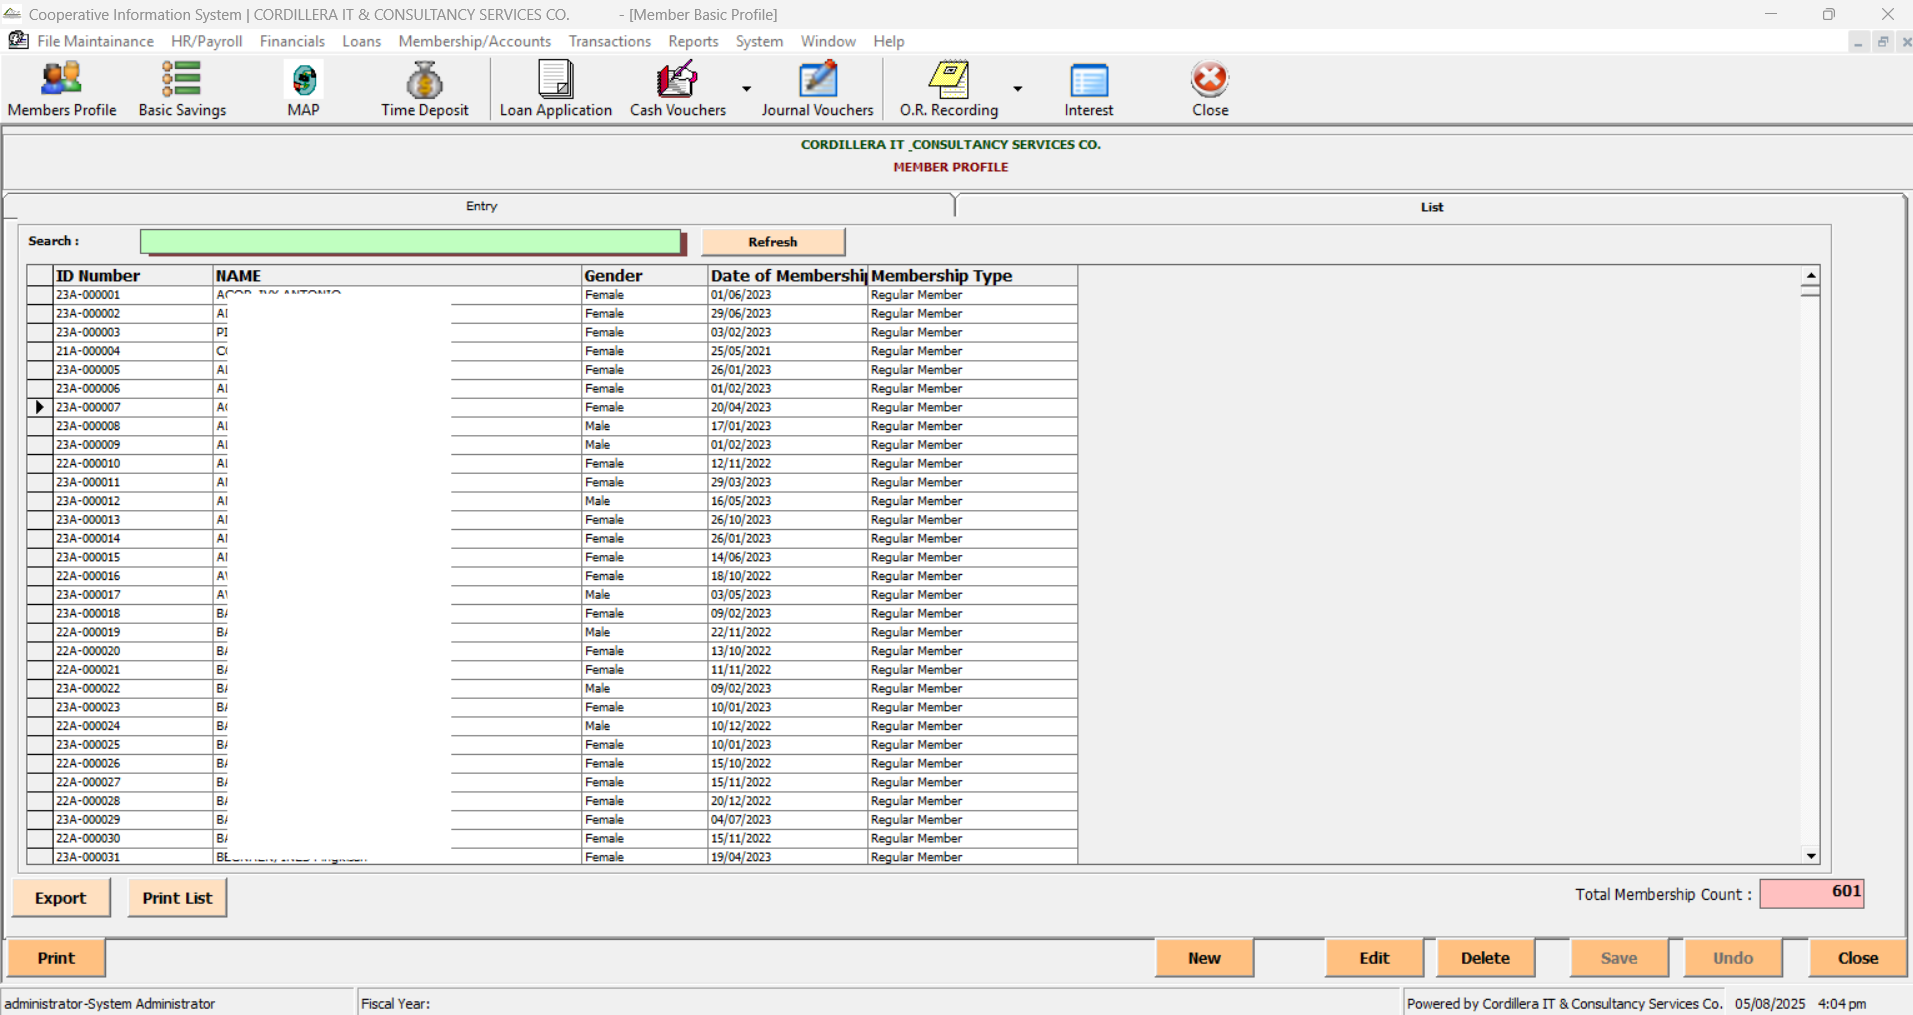 Cooperative Information System | CORDILLERA IT & CONSULTANCY SERVICES CO. - [Member Basic Profile]
File Maintainance HR/Payroll Financials Loans Membership/Accounts Transactions Reports System Window Help
Members Profile Basic Savings MAP Time Deposit Loan Application Cash Vouchers Journal Vouchers O.R. Recording Interest Close
CORDILLERA IT _CONSULTANCY SERVICES CO.
MEMBER PROFILE
Entry List
Search : Refresh
ID Number NAME Gender Date of Membership Membership Type
23A-000001 Female 01/06/2023 Regular Member
23A-000002 Female 29/06/2023 Regular Member
23A-000003 PI Female 03/02/2023 Regular Member
21A-000004 Female 25/05/2021 Regular Member
23A-000005 Female 26/01/2023 Regular Member
23A-000006 Female 01/02/2023 Regular Member
23A-000007 Female 20/04/2023 Regular Member
23A-000008 Male 17/01/2023 Regular Member
23A-000009 Male 01/02/2023 Regular Member
22A-000010 Female 12/11/2022 Regular Member
23A-000011 Female 29/03/2023 Regular Member
23A-000012 Male 16/05/2023 Regular Member
23A-000013 Female 26/10/2023 Regular Member
23A-000014 Female 26/01/2023 Regular Member
23A-000015 Female 14/06/2023 Regular Member
22A-000016 Female 18/10/2022 Regular Member
23A-000017 Male 03/05/2023 Regular Member
23A-000018 Female 09/02/2023 Regular Member
22A-000019 Male 22/11/2022 Regular Member
22A-000020 Female 13/10/2022 Regular Member
22A-000021 Female 11/11/2022 Regular Member
23A-000022 Male 09/02/2023 Regular Member
23A-000023 Female 10/01/2023 Regular Member
22A-000024 Male 10/12/2022 Regular Member
23A-000025 Female 10/01/2023 Regular Member
22A-000026 Female 15/10/2022 Regular Member
22A-000027 Female 15/11/2022 Regular Member
22A-000028 Female 20/12/2022 Regular Member
23A-000029 Female 04/07/2023 Regular Member
22A-000030 Female 15/11/2022 Regular Member
23A-000031 Female 19/04/2023 Regular Member
Export Print List Total Membership Count : 601
Print New Edit Delete Save Undo Close
administrator-System Administrator Fiscal Year: Powered by Cordillera IT & Consultancy Services Co. 05/08/2025 4:04 pm